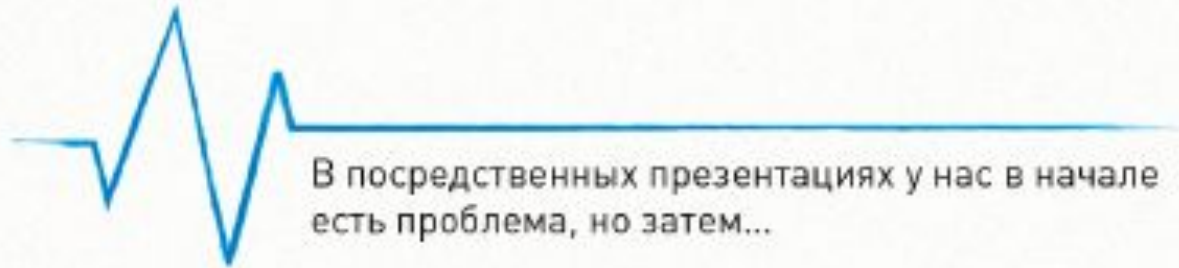 В посредственных презентациях у нас в начале
есть проблема, но затем...